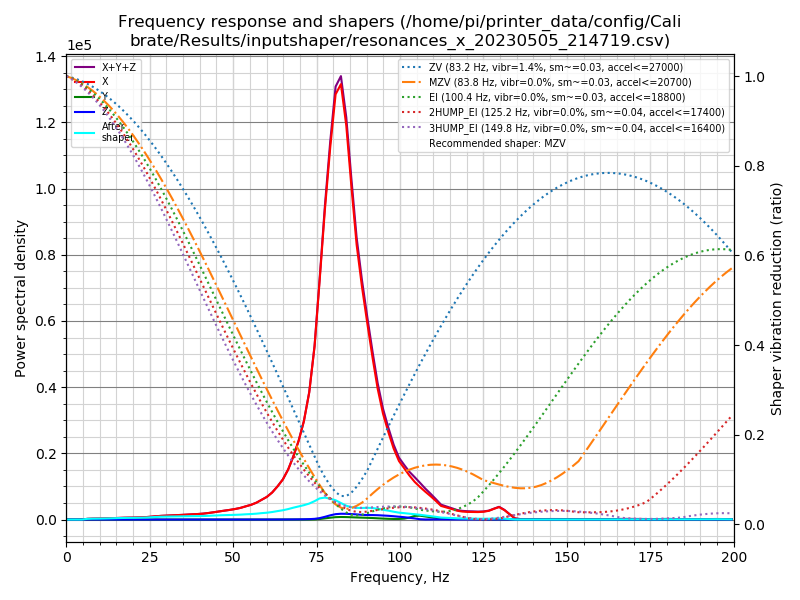 Frequency response and shapers (/home/pi/printer_data/config/Cali
brate/Results/inputshaper/resonances_x_20230505_214719.csv)
1e5
X+Y+Z
X
Y
Z
After
shaper
ZV (83.2 Hz, vibr=1.4%, sm~=0.03, accel<=27000)
MZV (83.8 Hz, vibr=0.0%, sm~=0.03, accel<=20700)
EI (100.4 Hz, vibr=0.0%, sm~=0.03, accel<=18800)
2HUMP_EI (125.2 Hz, vibr=0.0%, sm~=0.04, accel<=17400)
3HUMP_EI (149.8 Hz, vibr=0.0%, sm~=0.04, accel<=16400)
Recommended shaper: MZV
Power spectral density
1.4
1.2
1.0
0.8
0.6
0.4
0.2
0.0
1.0
0.8
0.6
0.4
0.2
0.0
Shaper vibration reduction (ratio)
0
25
50
75
100
125
150
175
200
Frequency, Hz